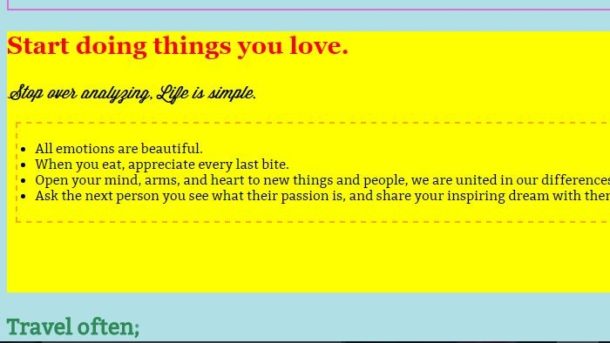 Start doing things you love.
Stop over analyzing, Life is simple.
All emotions are beautiful.
When you eat, appreciate every last bite.
Open your mind, arms, and heart to new things and people, we are united in our differences
Ask the next person you see what their passion is, and share your inspiring dream with
Travel often;